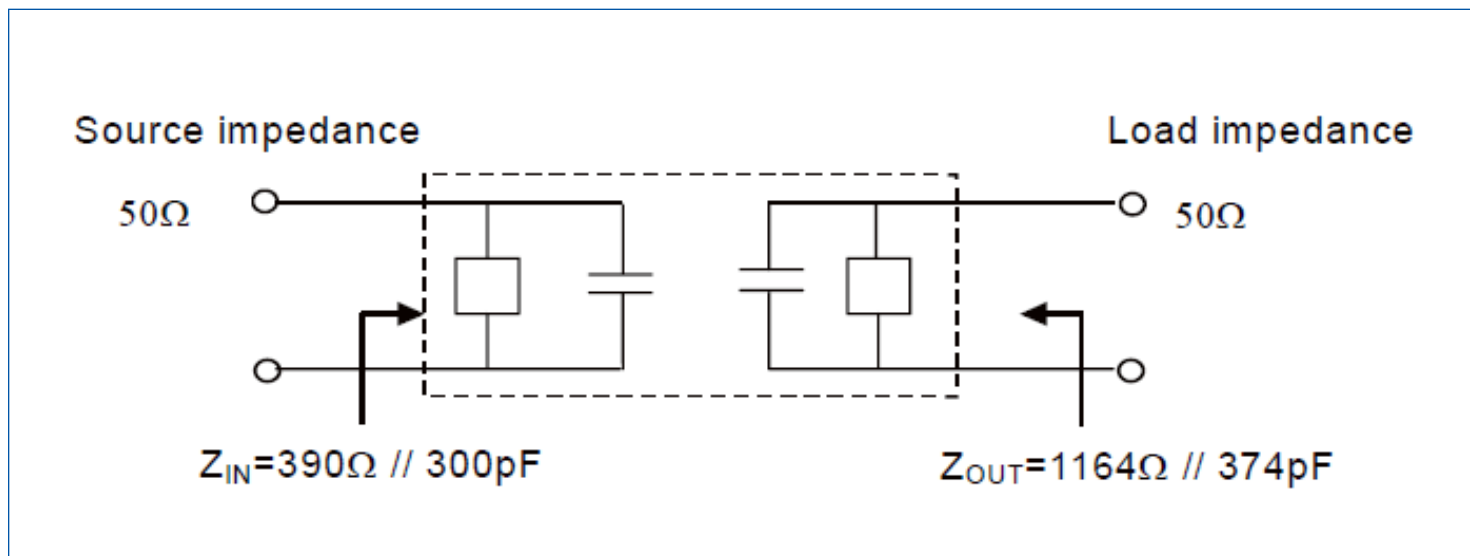 Source impedance
Load impedance
50Ω
50Ω
Z_IN=390Ω // 300pF
Z_OUT=1164Ω // 374pF